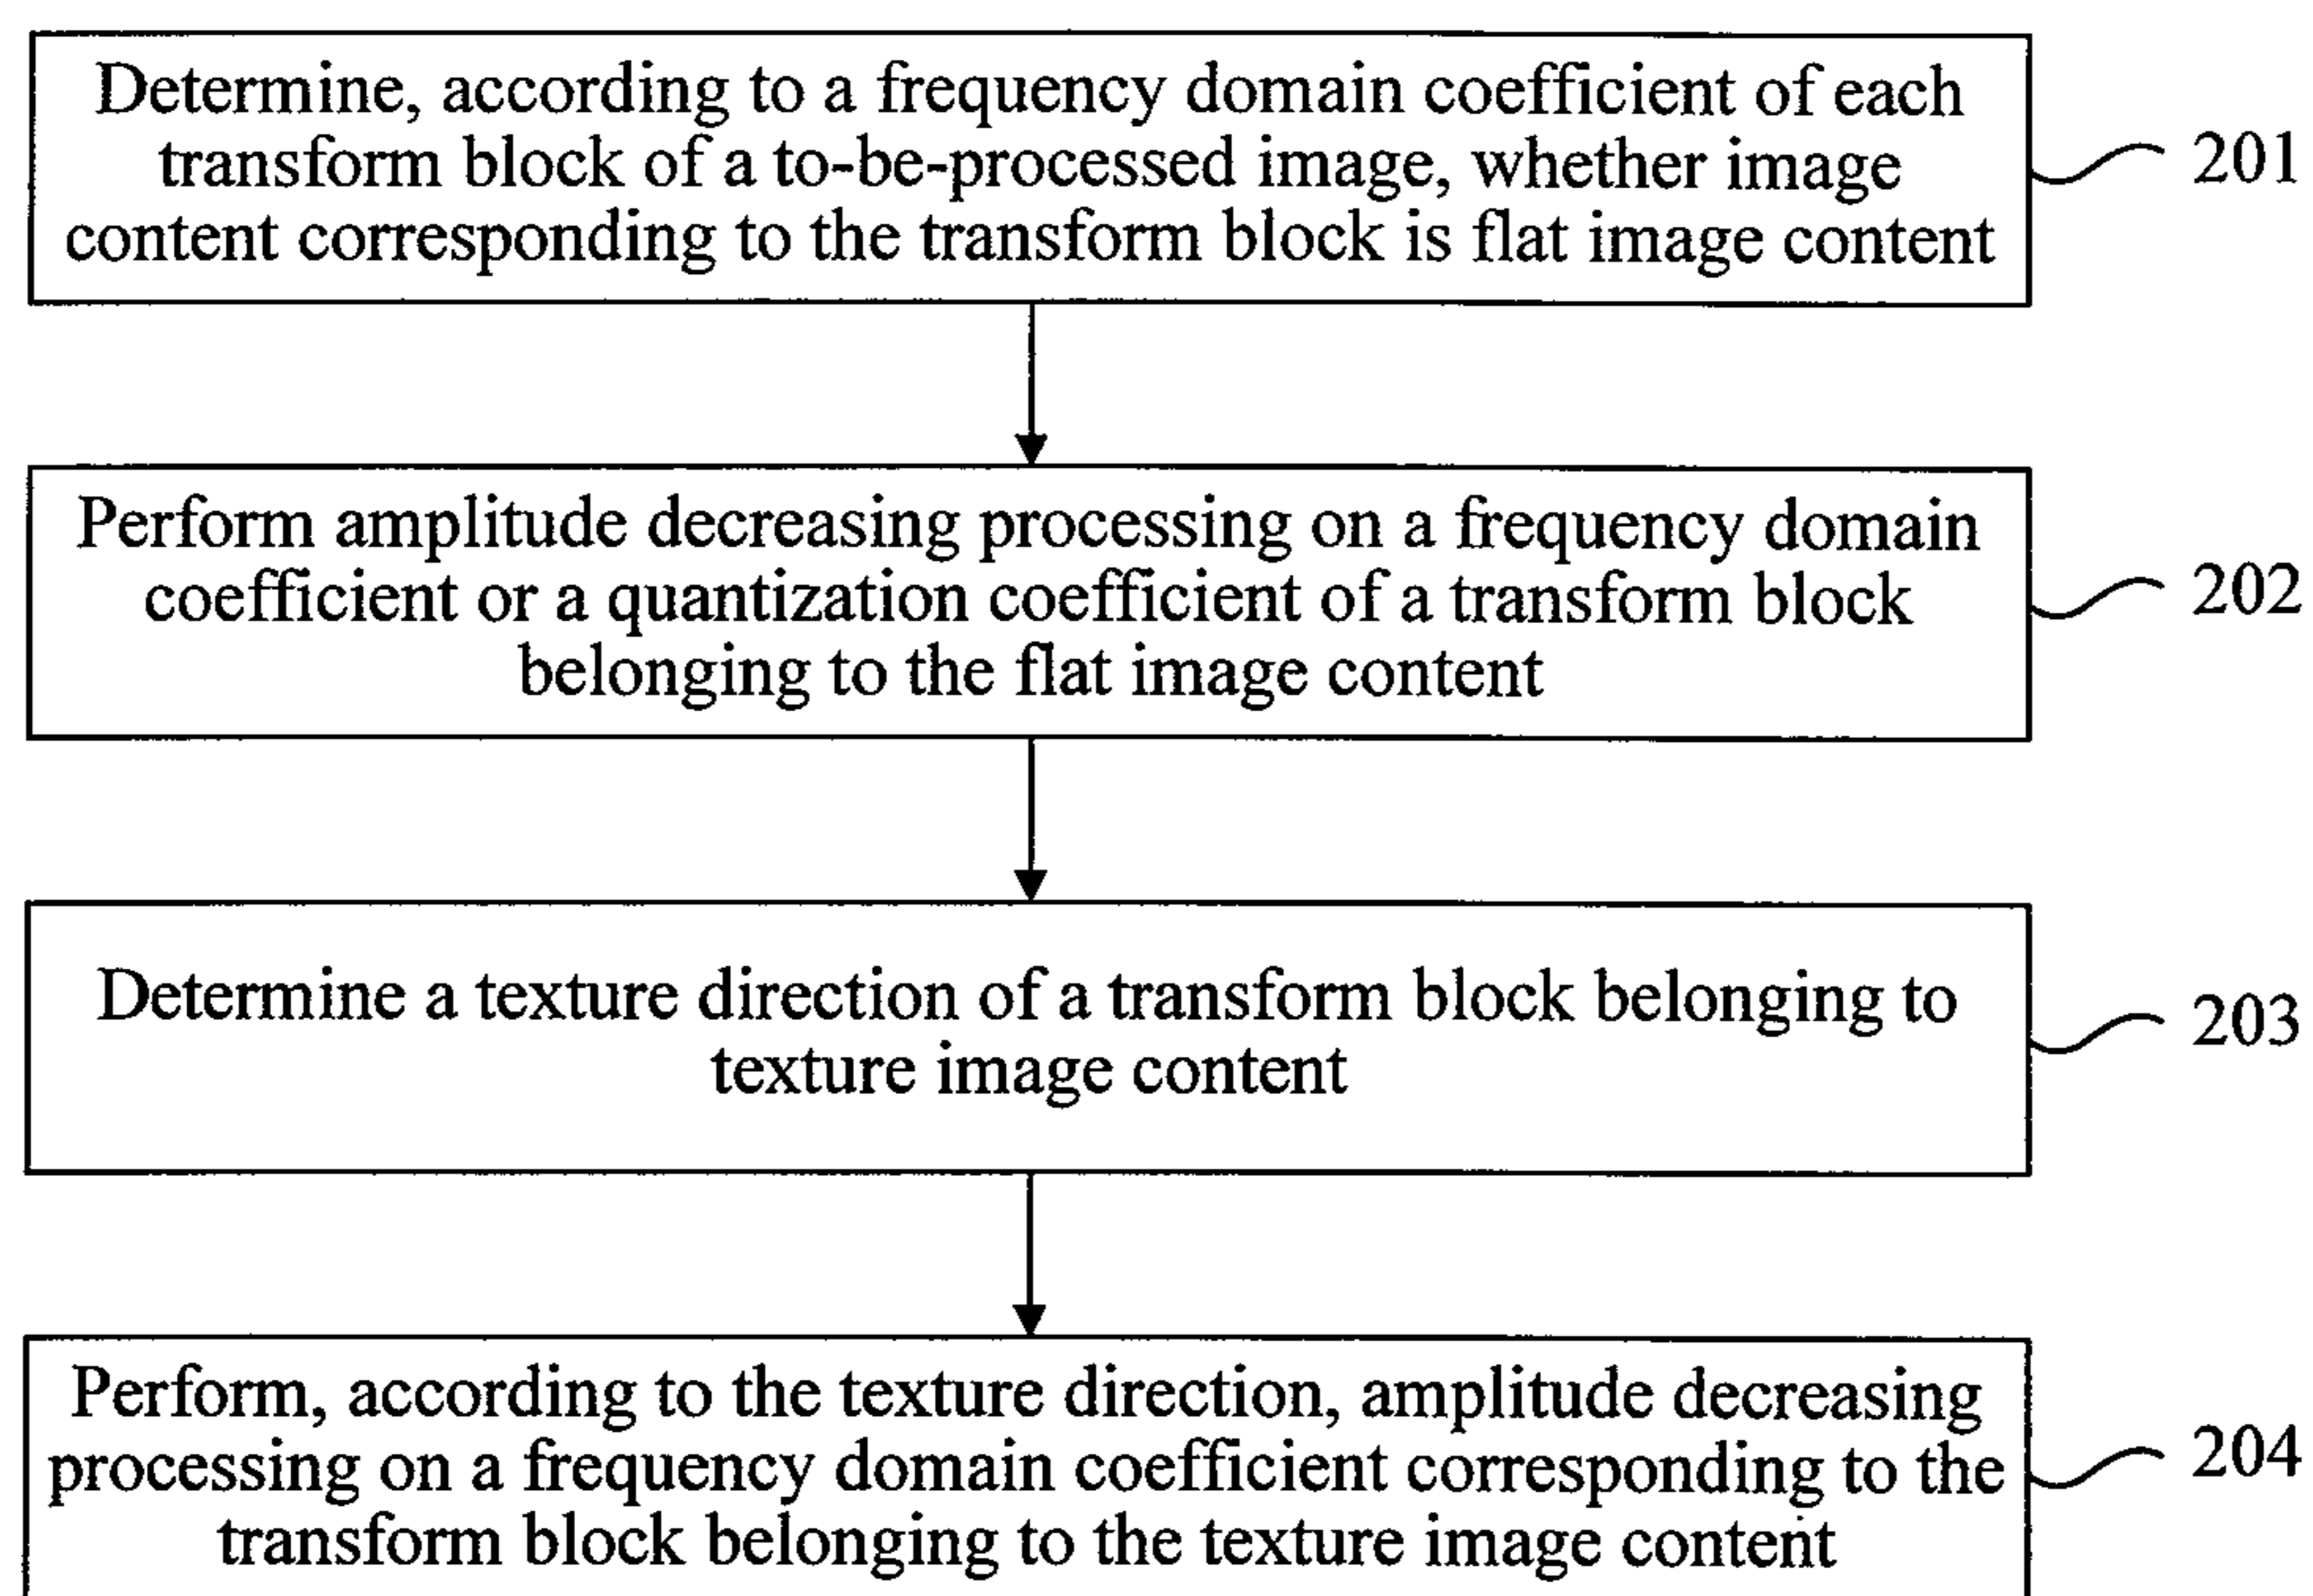 Determine, according to a frequency domain coefficient of each
transform block of a to-be-processed image, whether image
content corresponding to the transform block is flat image content
201
Perform amplitude decreasing processing on a frequency domain
coefficient or a quantization coefficient of a transform block
belonging to the flat image content
202
Determine a texture direction of a transform block belonging to
texture image content
203
Perform, according to the texture direction, amplitude decreasing
processing on a frequency domain coefficient corresponding to the
transform block belonging to the texture image content
204